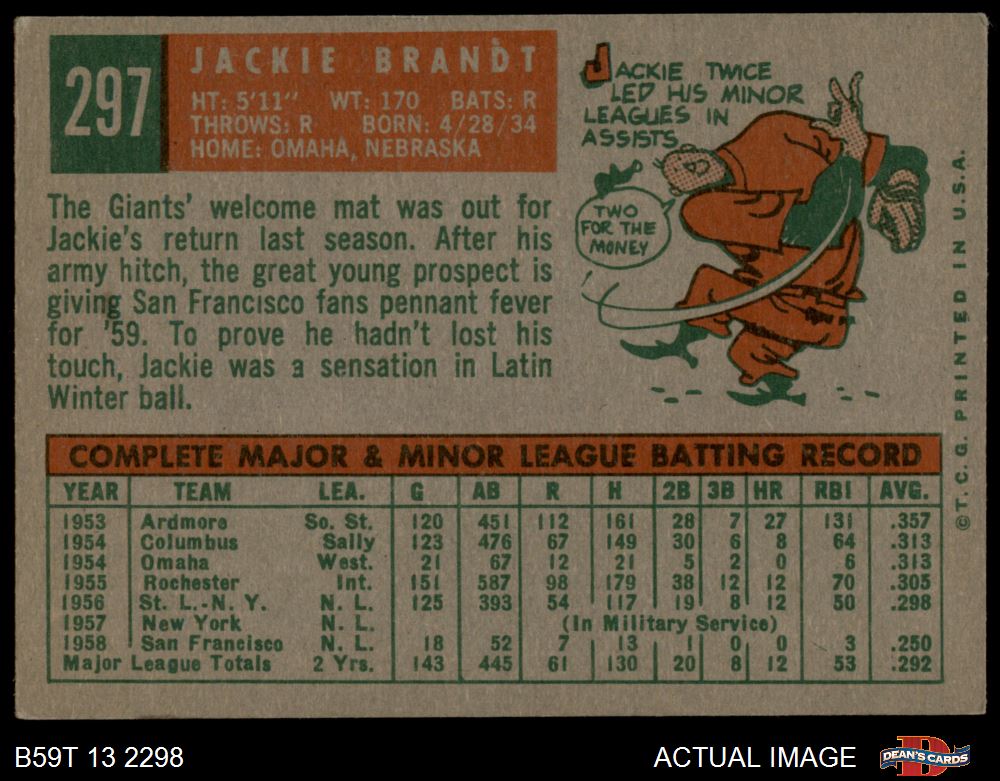 297
JACKIE BRANDT
HT: 5'11" WT: 170 BATS: R
THROWS: R BORN: 4/28/34
HOME: OMAHA, NEBRASKA
The Giants' welcome mat was out for
Jackie's return last season. After his
army hitch, the great young prospect is
giving San Francisco fans pennant fever
for '59. To prove he hadn't lost his
touch, Jackie was a sensation in Latin
Winter ball.
JACKIE TWICE
LED HIS MINOR
LEAGUES IN
ASSISTS
TWO
FOR THE
MONEY
©T.C.G. PRINTED IN U.S.A.
COMPLETE MAJOR & MINOR LEAGUE BATTING RECORD
YEAR TEAM LEA. G AB R H 2B 3B HR RBI AVG.
1953 Ardmore So. St. 120 451 112 161 28 7 27 131 .357
1954 Columbus Sally 123 476 67 149 30 6 8 64 .313
1954 Omaha West. 21 67 12 21 5 2 0 6 .313
1955 Rochester Int. 151 587 98 179 38 12 12 70 .305
1956 St. L.-N. Y. N. L. 125 393 54 117 19 8 12 50 .298
1957 New York N. L. (In Military Service)
1958 San Francisco N. L. 18 52 7 13 1 0 0 3 .250
Major League Totals 2 Yrs. 143 445 61 130 20 8 12 53 .292
B59T 13 2298
ACTUAL IMAGE
DEAN'S CARDS